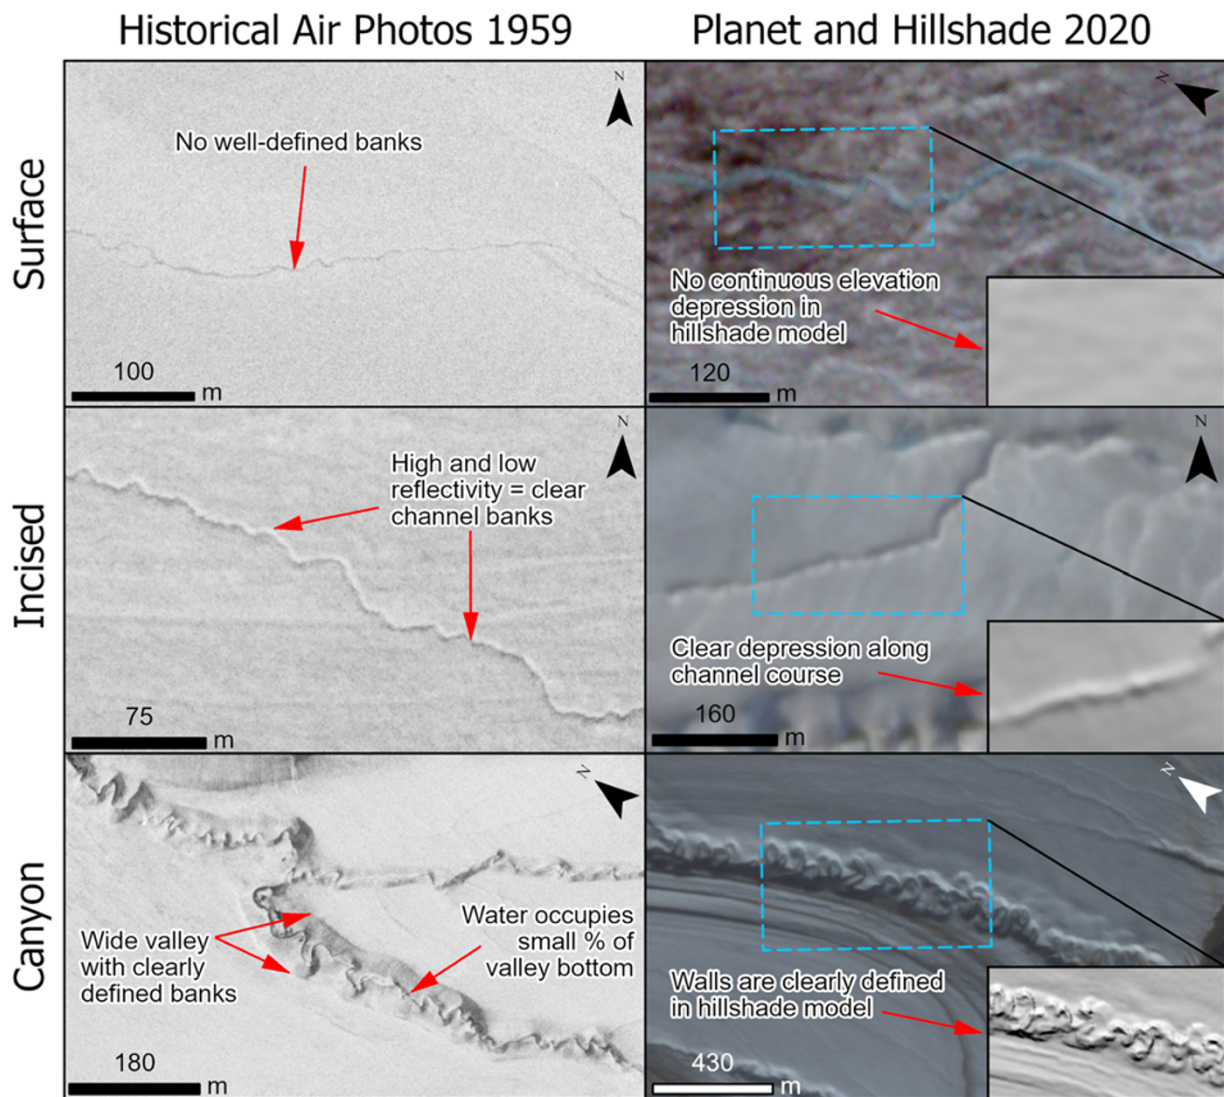 Historical Air Photos 1959
Planet and Hillshade 2020
Surface
No well-defined banks
N
100
m
N
No continuous elevation
depression in
hillshade model
120
m
Incised
High and low
reflectivity = clear
channel banks
N
75
m
N
Clear depression along
channel course
160
m
Canyon
N
Wide valley
with clearly
defined banks
Water occupies
small % of
valley bottom
180
m
N
Walls are clearly defined
in hillshade model
430
m